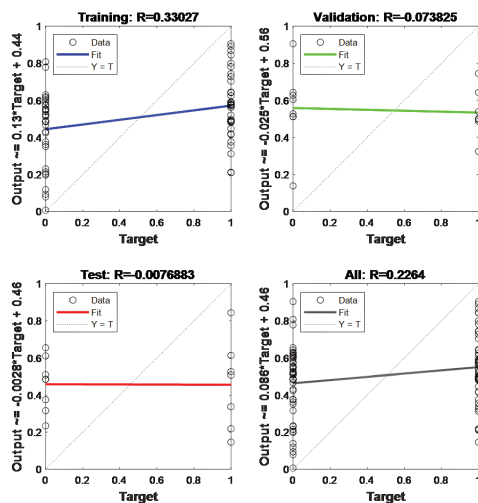 Training: R=0.33027
Output ~= 0.13*Target + 0.44
1
0.8
0.6
0.4
0.2
0
Data
Fit
Y = T
0 0.2 0.4 0.6 0.8 1
Target
Validation: R=-0.073825
Output ~= -0.025*Target + 0.56
1
0.8
0.6
0.4
0.2
0
Data
Fit
Y = T
0 0.2 0.4 0.6 0.8 1
Target
Test: R=-0.0076883
Output ~= -0.0028*Target + 0.46
1
0.8
0.6
0.4
0.2
0
Data
Fit
Y = T
0 0.2 0.4 0.6 0.8 1
Target
All: R=0.2264
Output ~= 0.086*Target + 0.46
1
0.8
0.6
0.4
0.2
0
Data
Fit
Y = T
0 0.2 0.4 0.6 0.8 1
Target